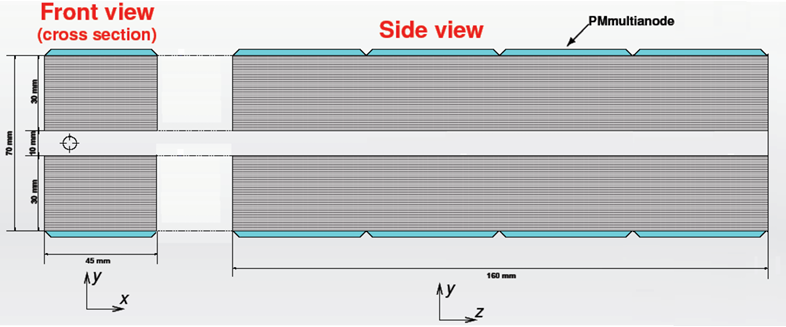 Front view
(cross section)
Side view
PMmultianode
70 mm
30 mm
10 mm
30 mm
45 mm
160 mm
y
x
y
z